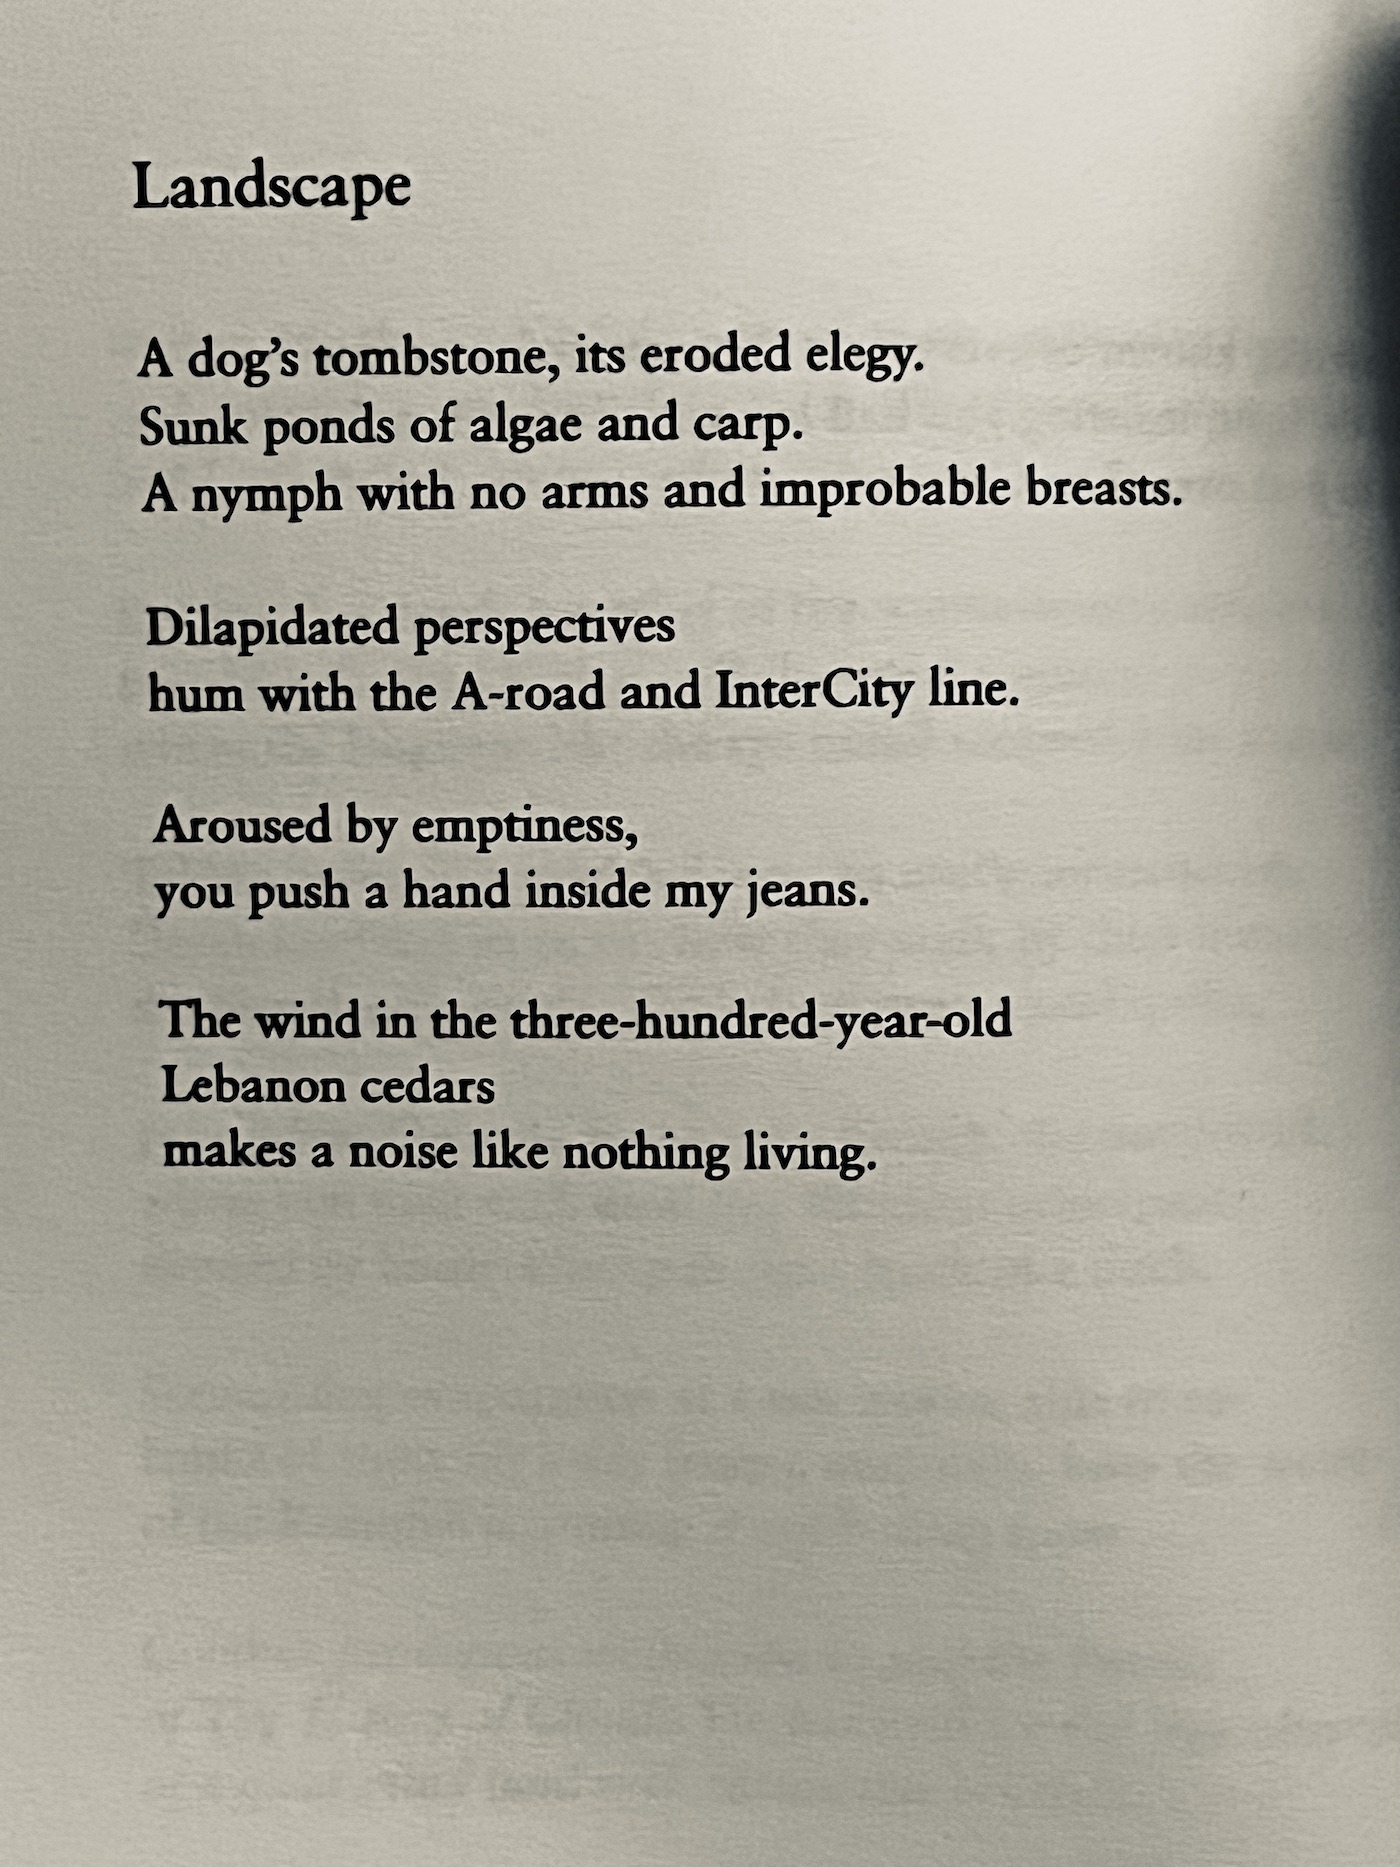 Landscape
A dog’s tombstone, its eroded elegy.
Sunk ponds of algae and carp.
A nymph with no arms and improbable breasts.
Dilapidated perspectives
hum with the A-road and InterCity line.
Aroused by emptiness,
you push a hand inside my jeans.
The wind in the three-hundred-year-old
Lebanon cedars
makes a noise like nothing living.